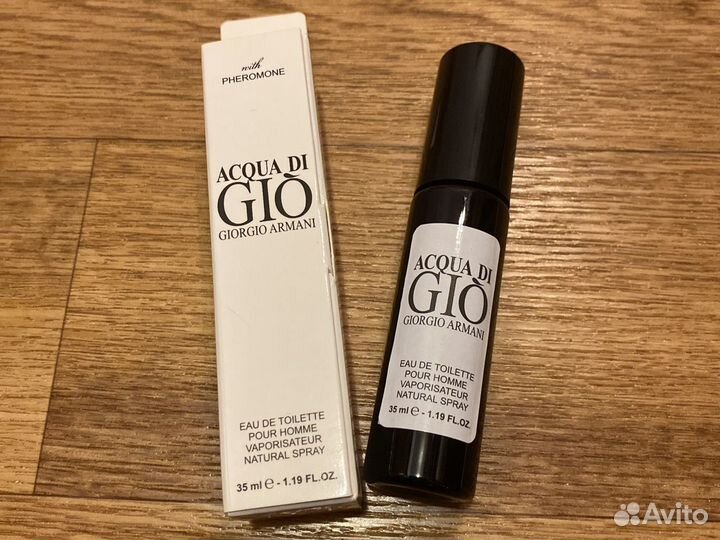 with
PHEROMONE
ACQUA DI
GIÒ
GIORGIO ARMANI
EAU DE TOILETTE
POUR HOMME
VAPORISATEUR
NATURAL SPRAY
35 ml ℮ - 1.19 FL.OZ.
ACQUA DI
GIÒ
GIORGIO ARMANI
EAU DE TOILETTE
POUR HOMME
VAPORISATEUR
NATURAL SPRAY
35 ml ℮ - 1.19 FL.OZ.
Avito